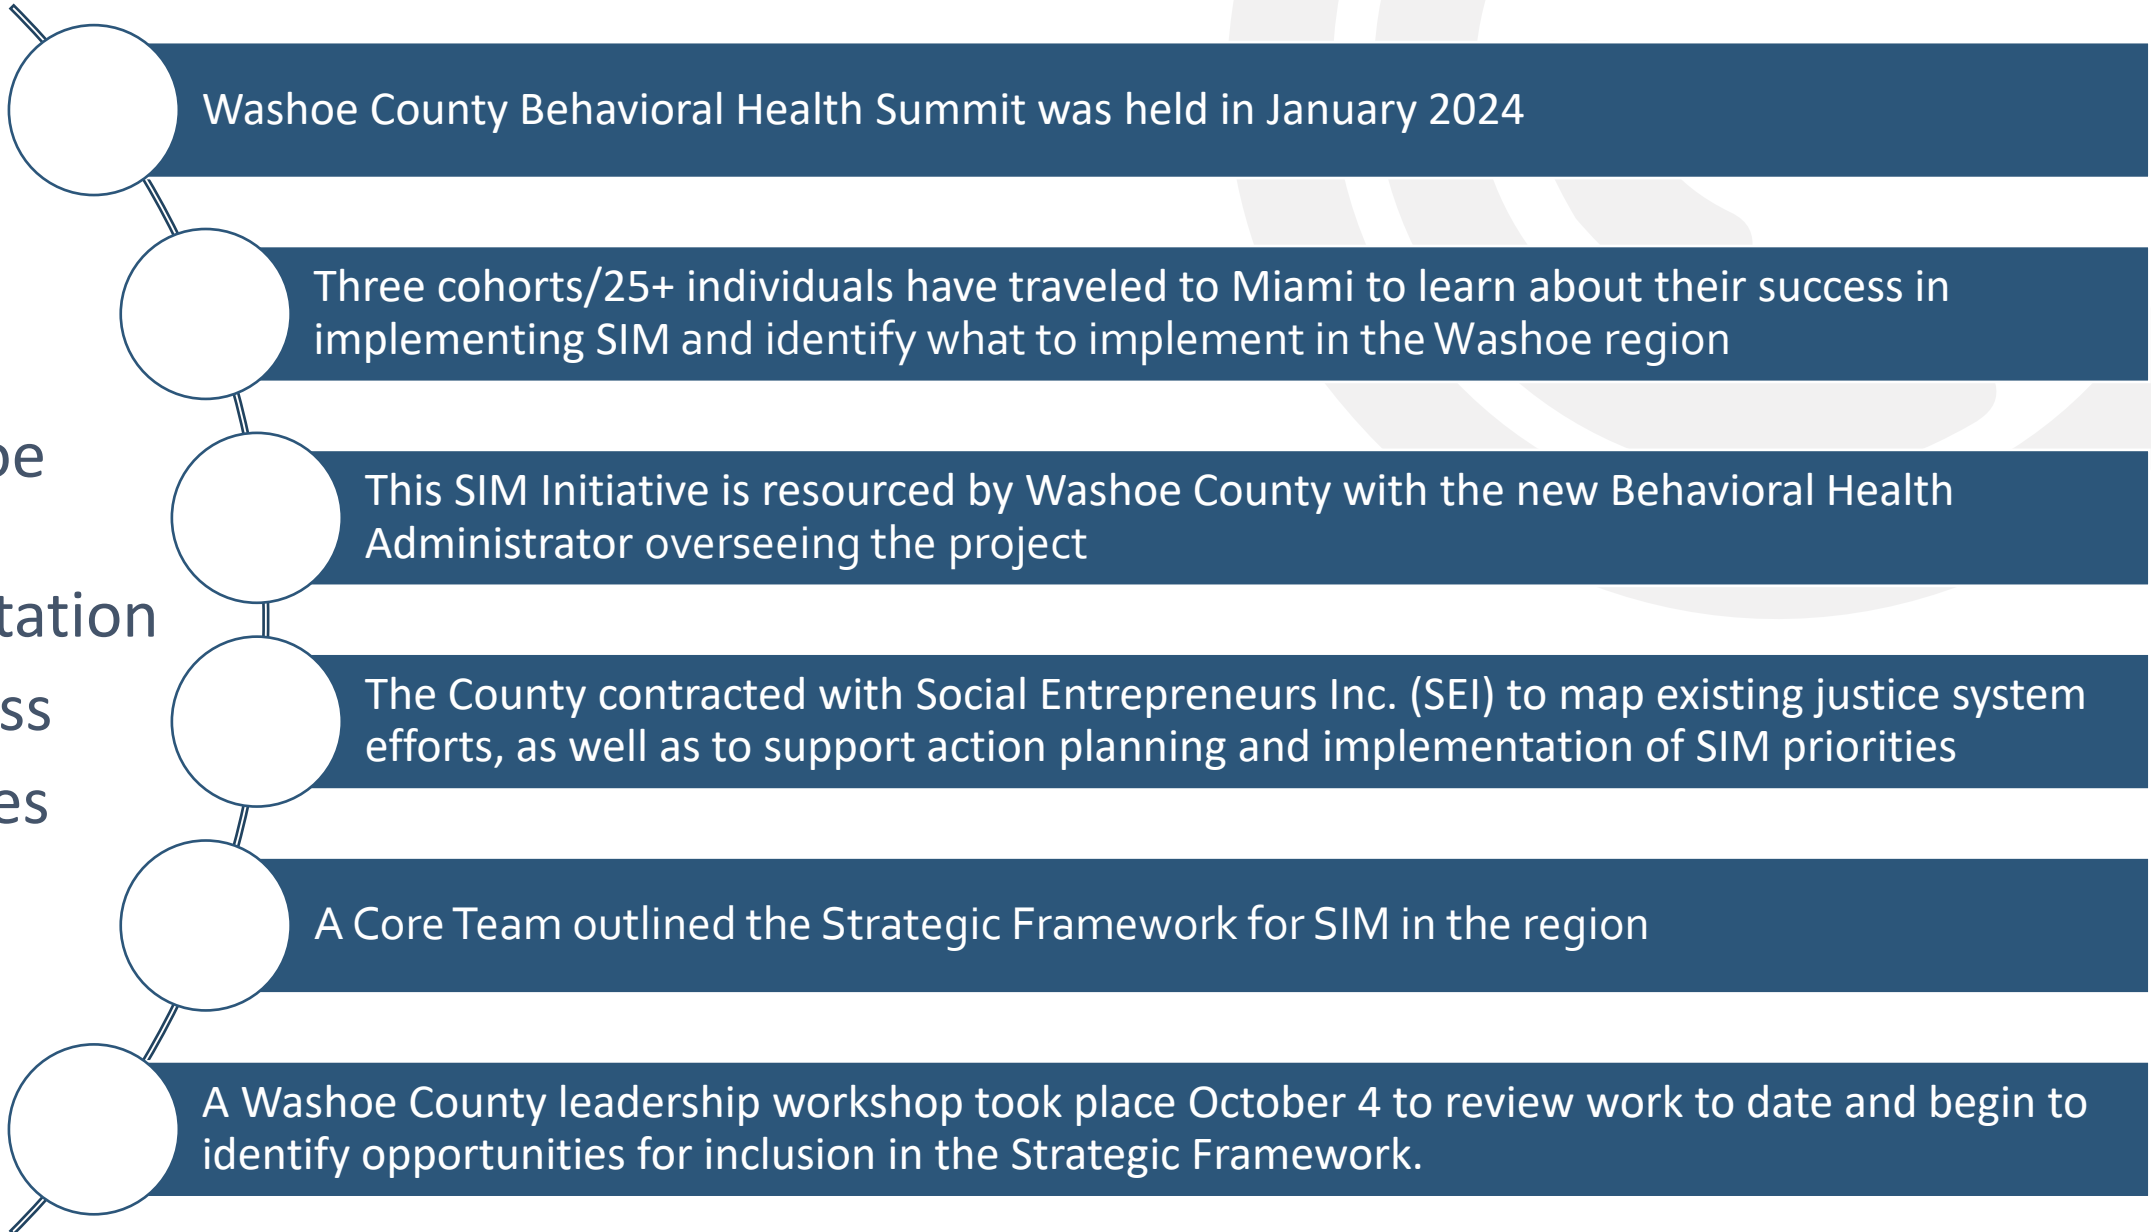 Washoe County Behavioral Health Summit was held in January 2024
Three cohorts/25+ individuals have traveled to Miami to learn about their success in
implementing SIM and identify what to implement in the Washoe region
This SIM Initiative is resourced by Washoe County with the new Behavioral Health
Administrator overseeing the project
The County contracted with Social Entrepreneurs Inc. (SEI) to map existing justice system
efforts, as well as to support action planning and implementation of SIM priorities
A Core Team outlined the Strategic Framework for SIM in the region
A Washoe County leadership workshop took place October 4 to review work to date and begin to
identify opportunities for inclusion in the Strategic Framework.